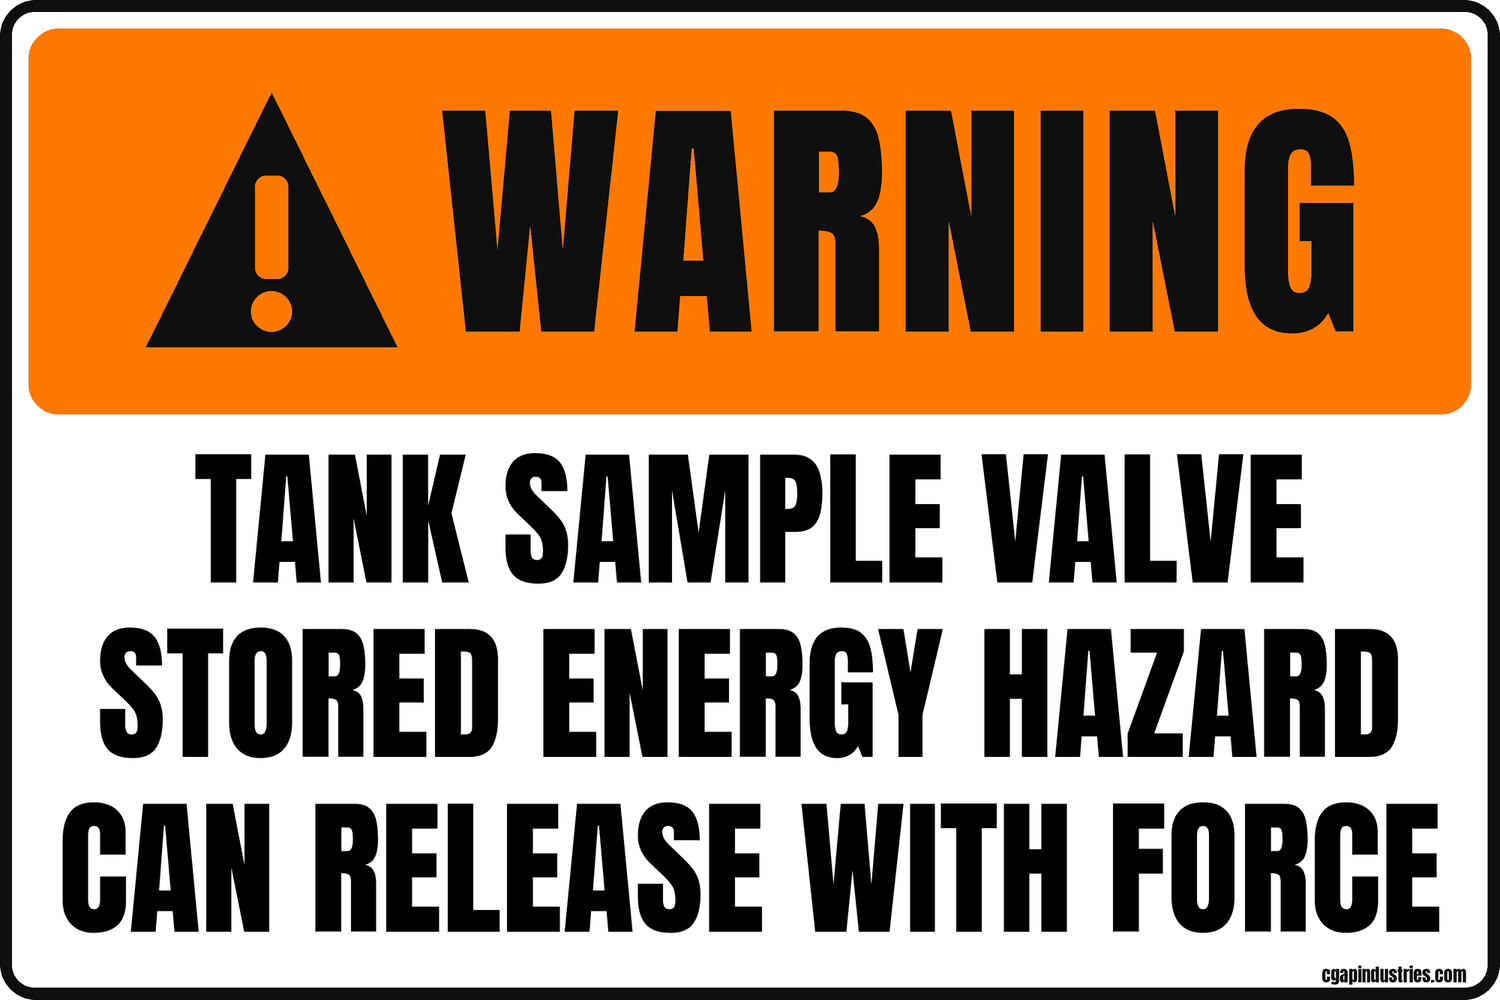 WARNING
TANK SAMPLE VALVE
STORED ENERGY HAZARD
CAN RELEASE WITH FORCE
cgapindustries.com